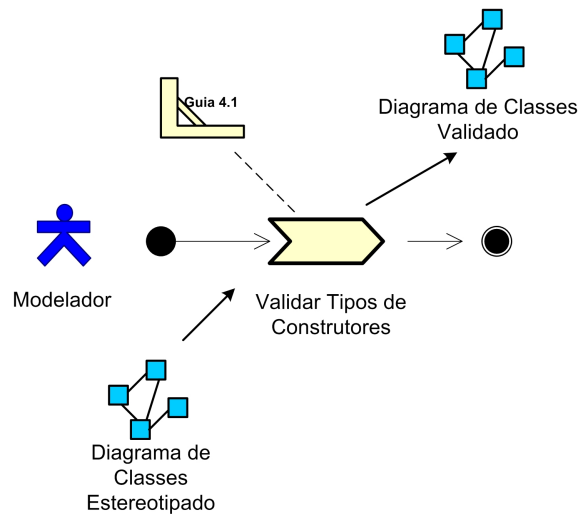 Guia 4.1
Diagrama de Classes
Validado
Modelador
Validar Tipos de
Construtores
Diagrama de
Classes
Estereotipado